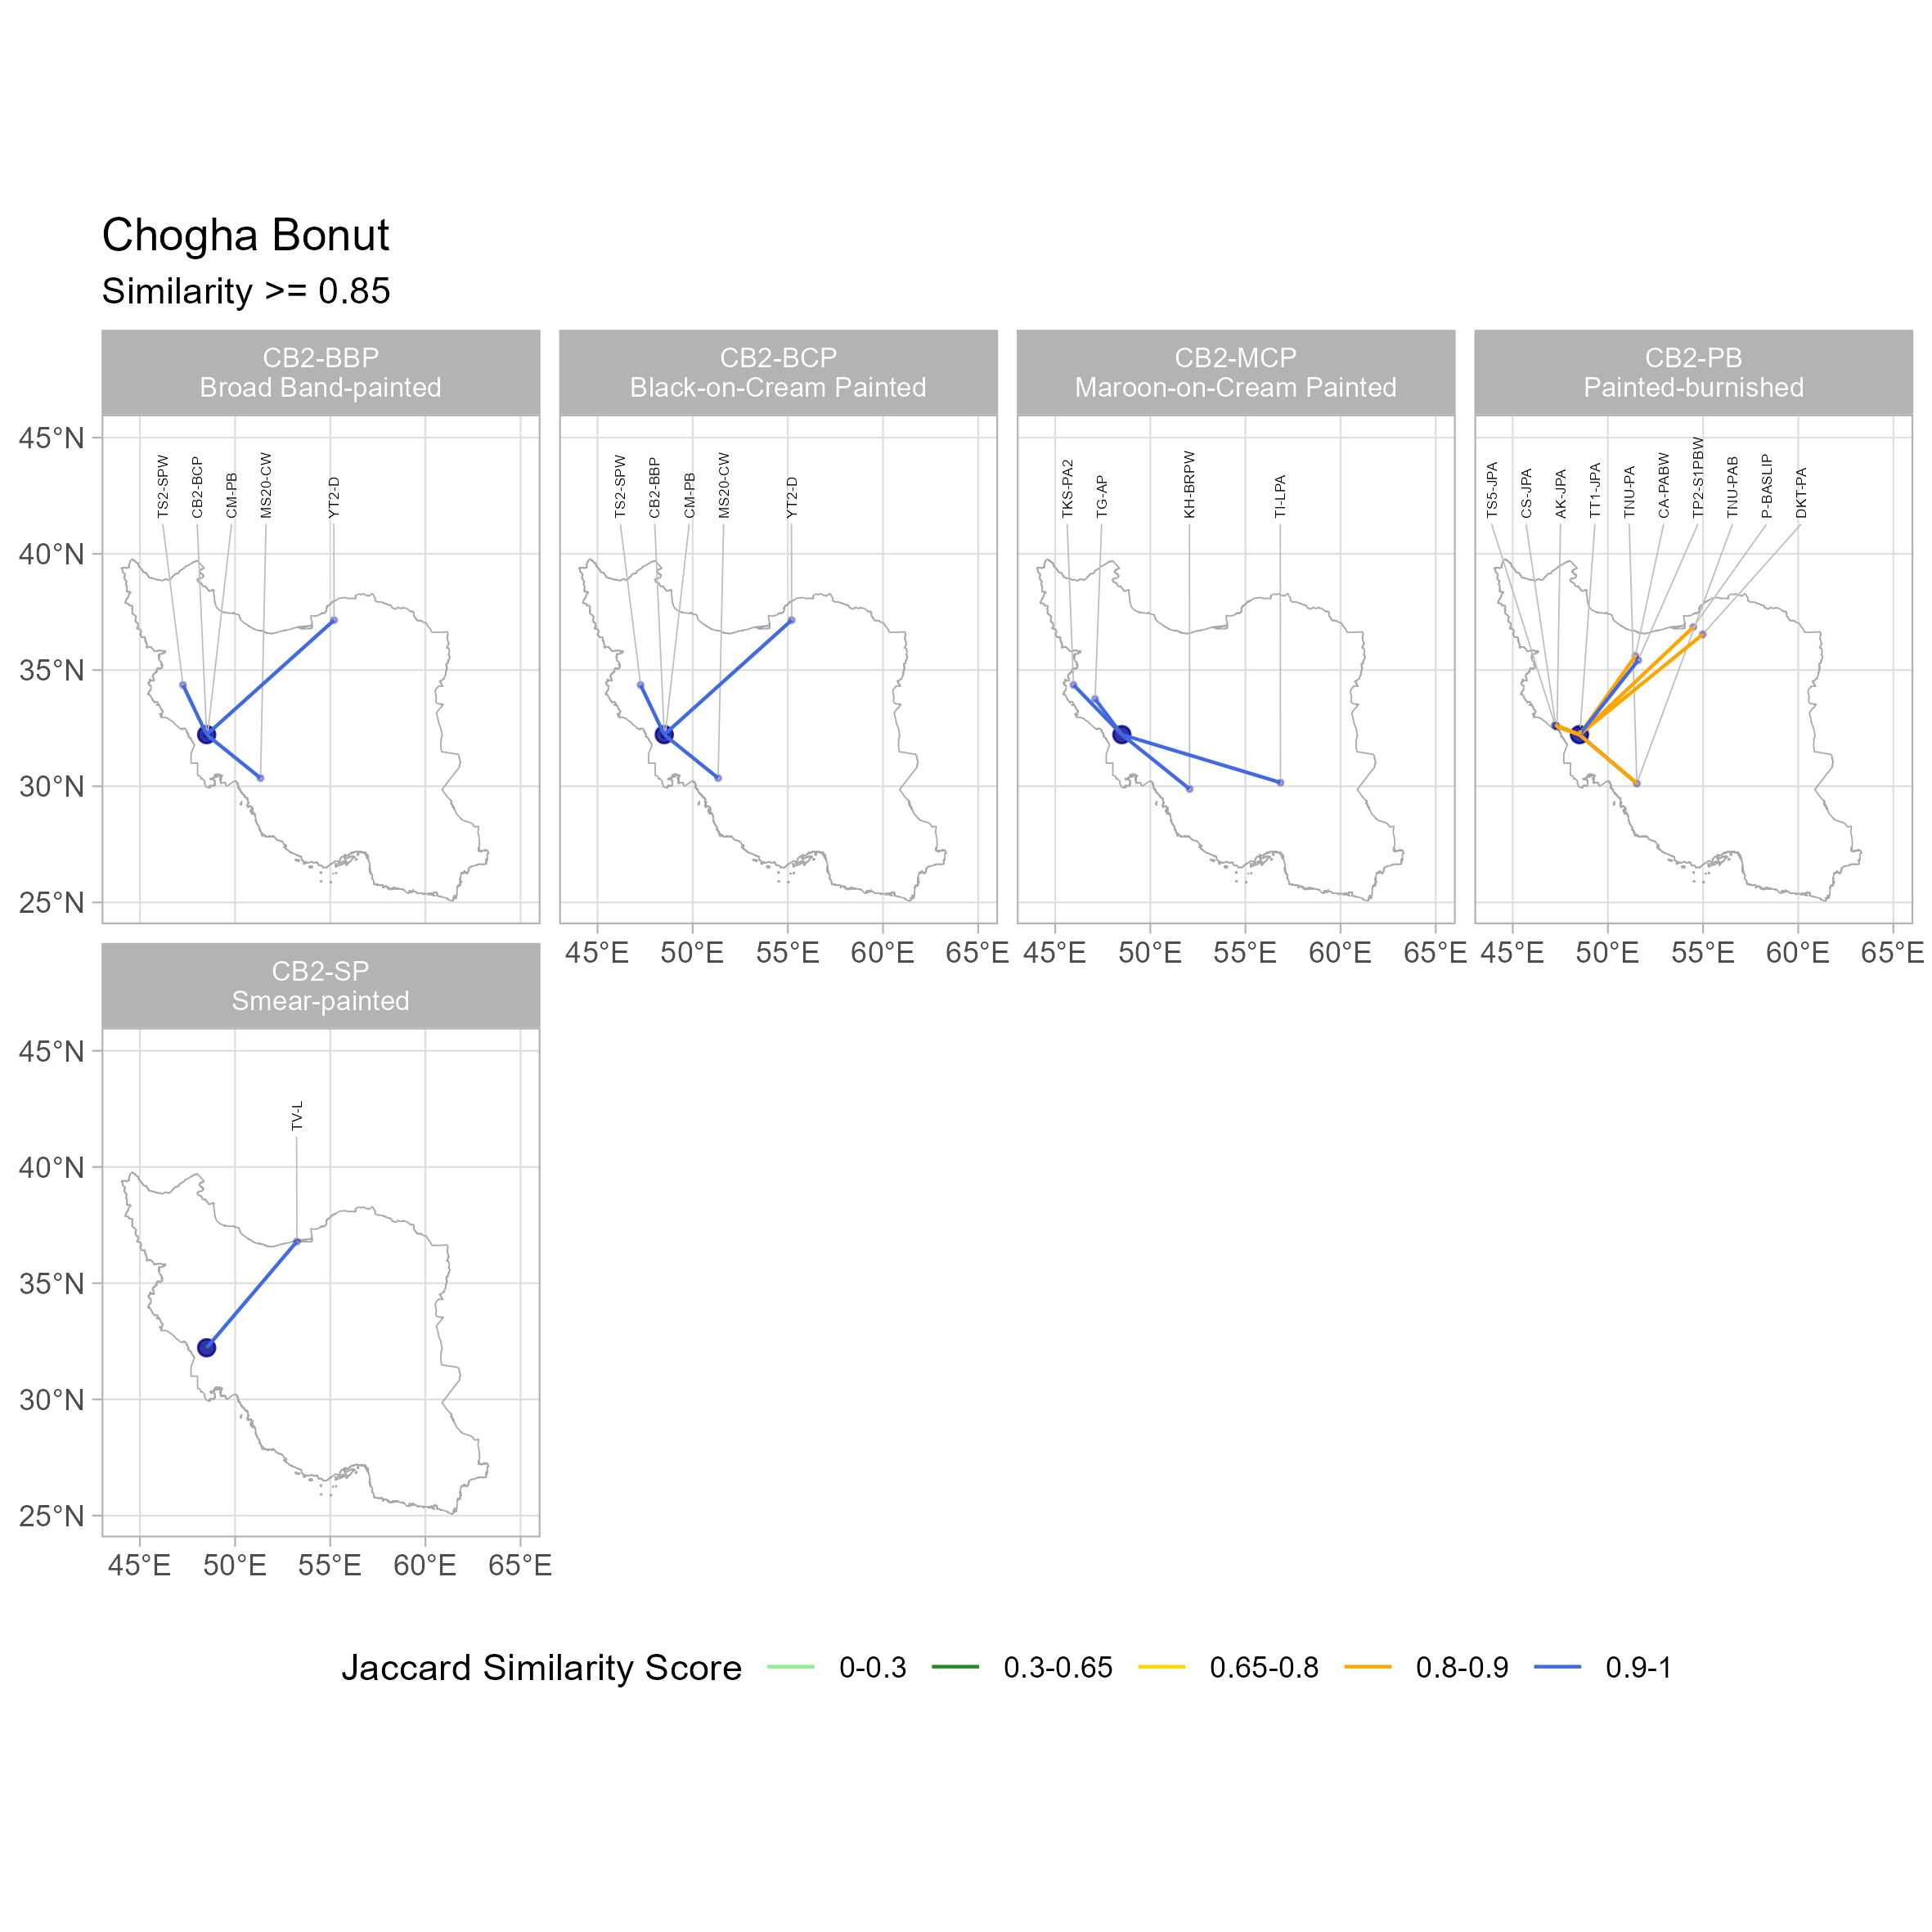 Chogha Bonut
Similarity >= 0.85
CB2-BBP
Broad Band-painted
CB2-BCP
Black-on-Cream Painted
CB2-MCP
Maroon-on-Cream Painted
CB2-PB
Painted-burnished
45°N
40°N
35°N
30°N
25°N
TS2-SPW
CB2-BCP
CM-PB
MS20-CW
YT2-D
TS2-SPW
CB2-BBP
CM-PB
MS20-CW
YT2-D
TKS-PA2
TG-AP
KH-BRPW
TI-LPA
TS5-JPA
CS-JPA
AK-JPA
TT1-JPA
TNU-PA
CA-PABW
TP2-S1PBW
TNU-PAB
P-BASLIP
DKT-PA
45°E 50°E 55°E 60°E 65°E
45°E 50°E 55°E 60°E 65°E
45°E 50°E 55°E 60°E 65°E
CB2-SP
Smear-painted
45°N
40°N
35°N
30°N
25°N
TV-L
45°E 50°E 55°E 60°E 65°E
Jaccard Similarity Score 0-0.3 0.3-0.65 0.65-0.8 0.8-0.9 0.9-1